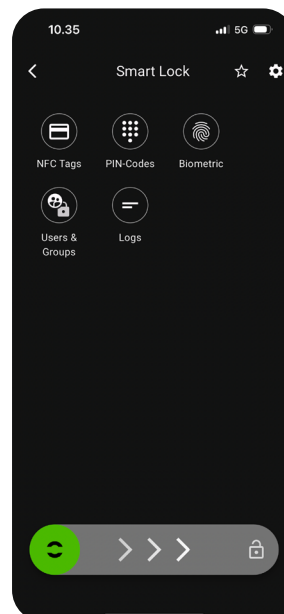 10.35
5G
Smart Lock
NFC Tags
PIN-Codes
Biometric
Users &
Groups
Logs